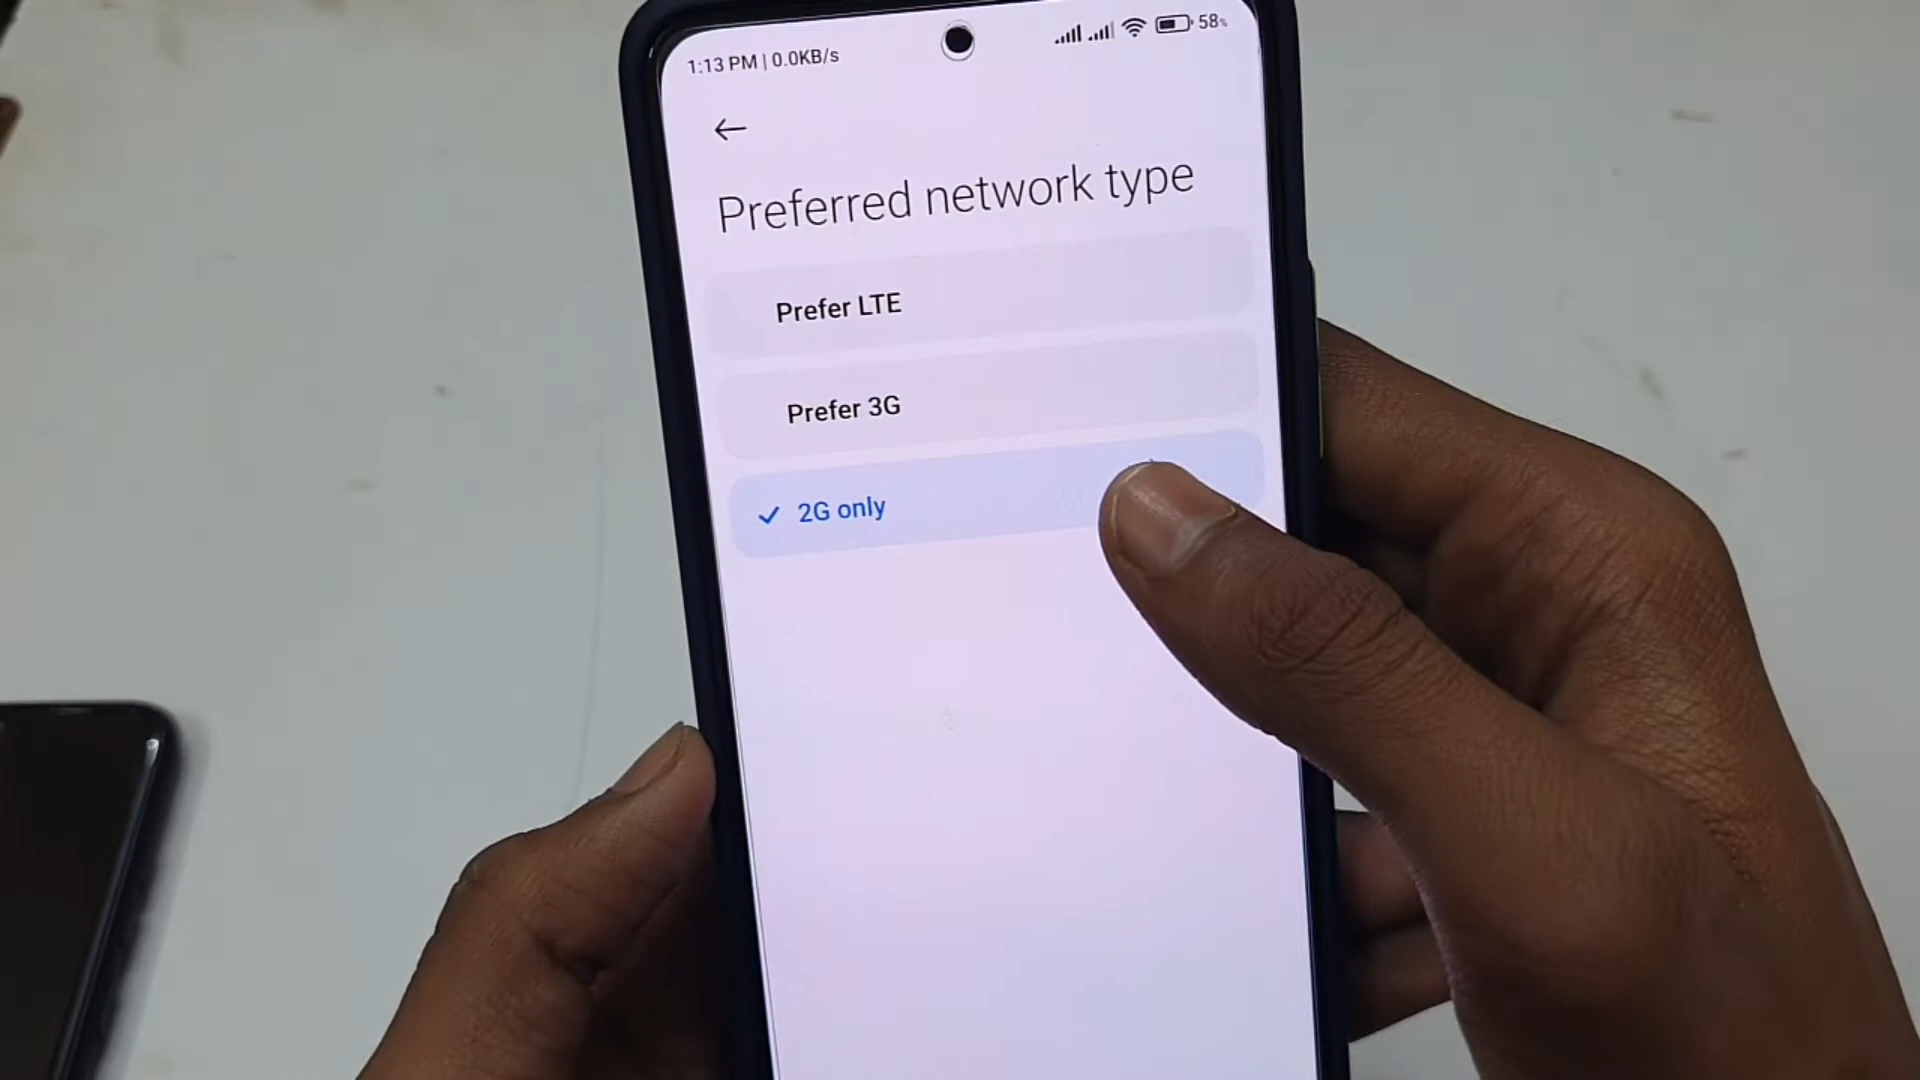 1:13 PM | 0.0KB/s 58%
Preferred network type
Prefer LTE
Prefer 3G
2G only